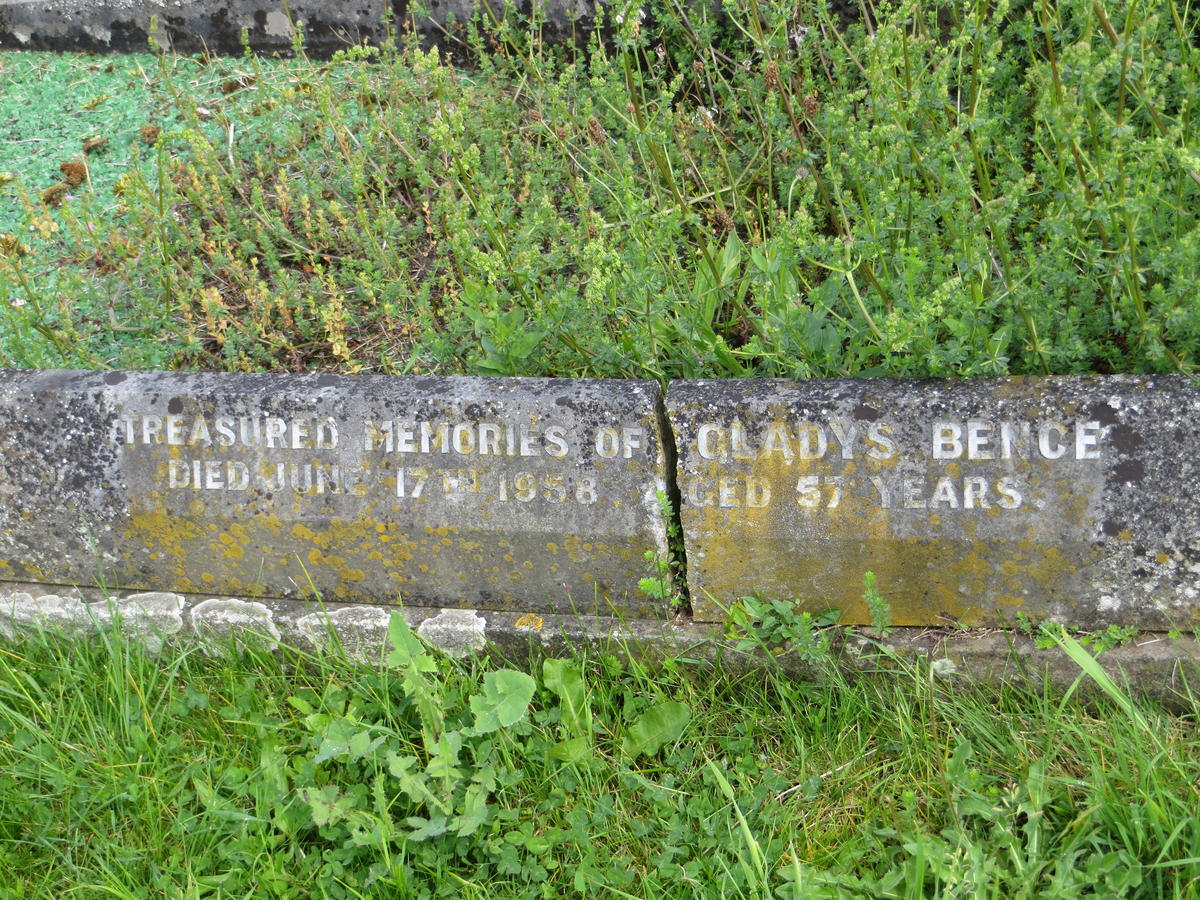 TREASURED MEMORIES OF GLADYS BENCE
DIED JUNE 17TH 1958. AGED 57 YEARS.